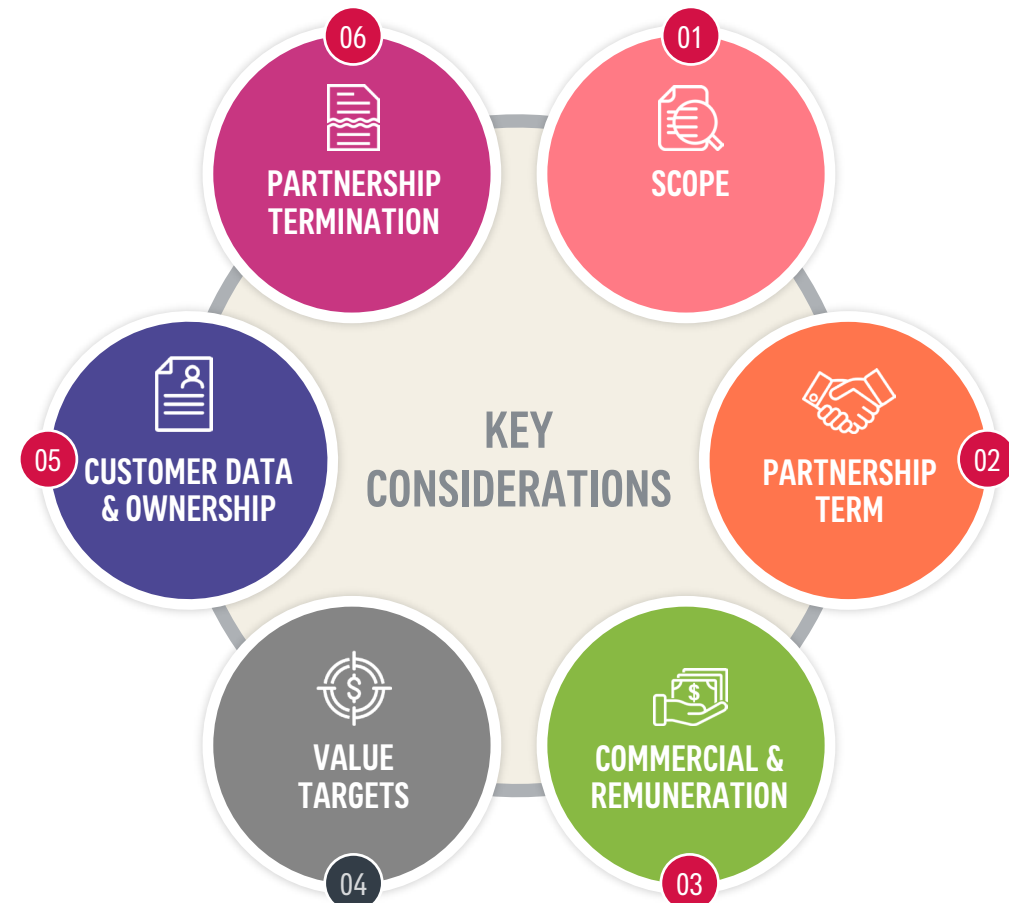 KEY
CONSIDERATIONS
01
SCOPE
02
PARTNERSHIP
TERM
03
COMMERCIAL &
REMUNERATION
04
VALUE
TARGETS
05
CUSTOMER DATA
& OWNERSHIP
06
PARTNERSHIP
TERMINATION
$
$